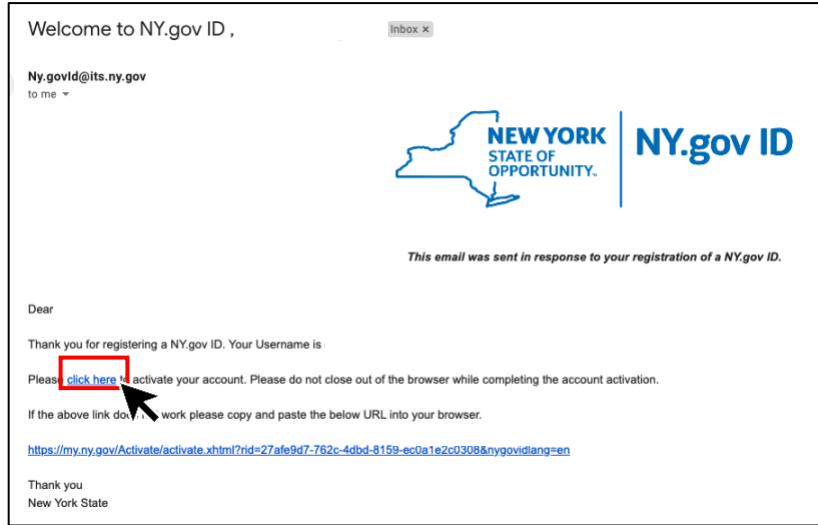 Welcome to NY.gov ID ,
Inbox ×
Ny.govId@its.ny.gov
to me
NEW YORK
STATE OF
OPPORTUNITY.
NY.gov ID
This email was sent in response to your registration of a NY.gov ID.
Dear
Thank you for registering a NY.gov ID. Your Username is
Please click here to activate your account. Please do not close out of the browser while completing the account activation.
If the above link work please copy and paste the below URL into your browser.
https://my.ny.gov/Activate/activate.xhtml?rid=27afe9d7-762c-4dbd-8159-ec0a1e2c0308&nygovidlang=en
Thank you
New York State